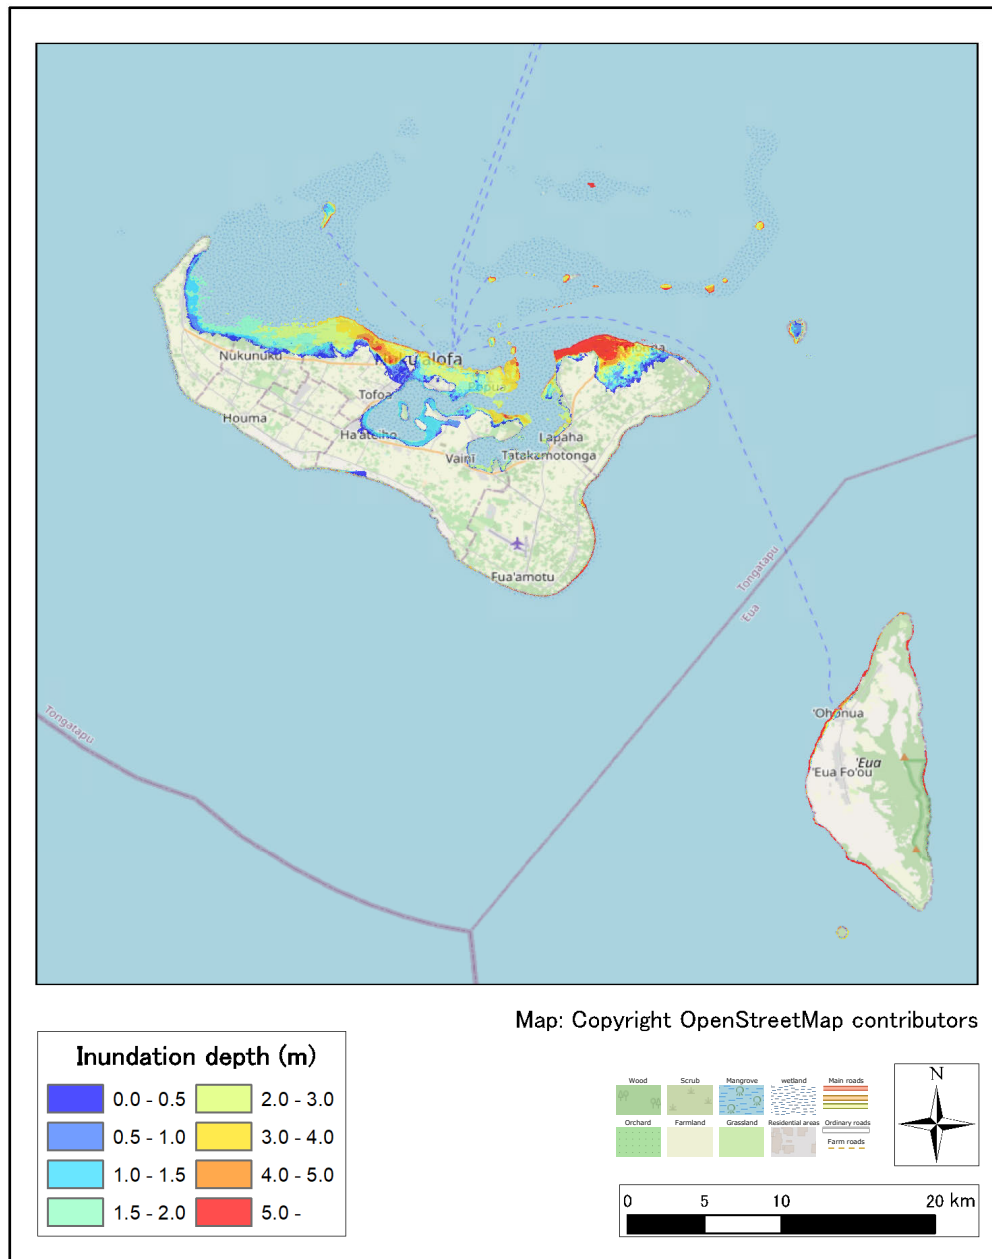 Nukunuku
Nuku'alofa
Popua
Tofoa
Houma
Ha'ateiho
Lapaha
Vainī
Tatakamotonga
Fua'amotu
Tongatapu
Eua
Tongatapu
'Ohonua
'Eua
'Eua Fo'ou
Map: Copyright OpenStreetMap contributors
Inundation depth (m)
0.0 - 0.5
2.0 - 3.0
0.5 - 1.0
3.0 - 4.0
1.0 - 1.5
4.0 - 5.0
1.5 - 2.0
5.0 -
Wood
Scrub
Mangrove
wetland
Main roads
Orchard
Farmland
Grassland
Residential areas
Ordinary roads
Farm roads
N
0 5 10 20 km